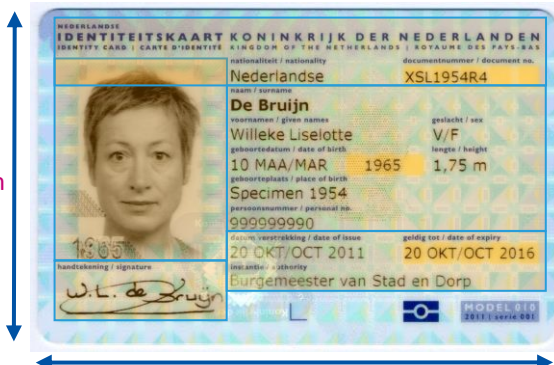 NEDERLANDSE
IDENTITEITSKAART KONINKRIJK DER NEDERLANDEN
IDENTITY CARD | CARTE D'IDENTITÉ KINGDOM OF THE NETHERLANDS | ROYAUME DES PAYS-BAS
nationaliteit / nationality documentnummer / document no.
Nederlandse XSL1954R4
naam / surname
De Bruijn
voornamen / given names geslacht / sex
Willeke Liselotte V/F
geboortedatum / date of birth lengte / height
10 MAA/MAR 1965 1,75 m
geboorteplaats / place of birth
Specimen 1954
persoonsnummer / personal no.
999999990
1965
datum verstrekking / date of issue geldig tot / date of expiry
20 OKT/OCT 2011 20 OKT/OCT 2016
handtekening / signature
instantie / authority
Burgemeester van Stad en Dorp
W.L. de Bruijn
MODEL 010
2011 | serie 001
n